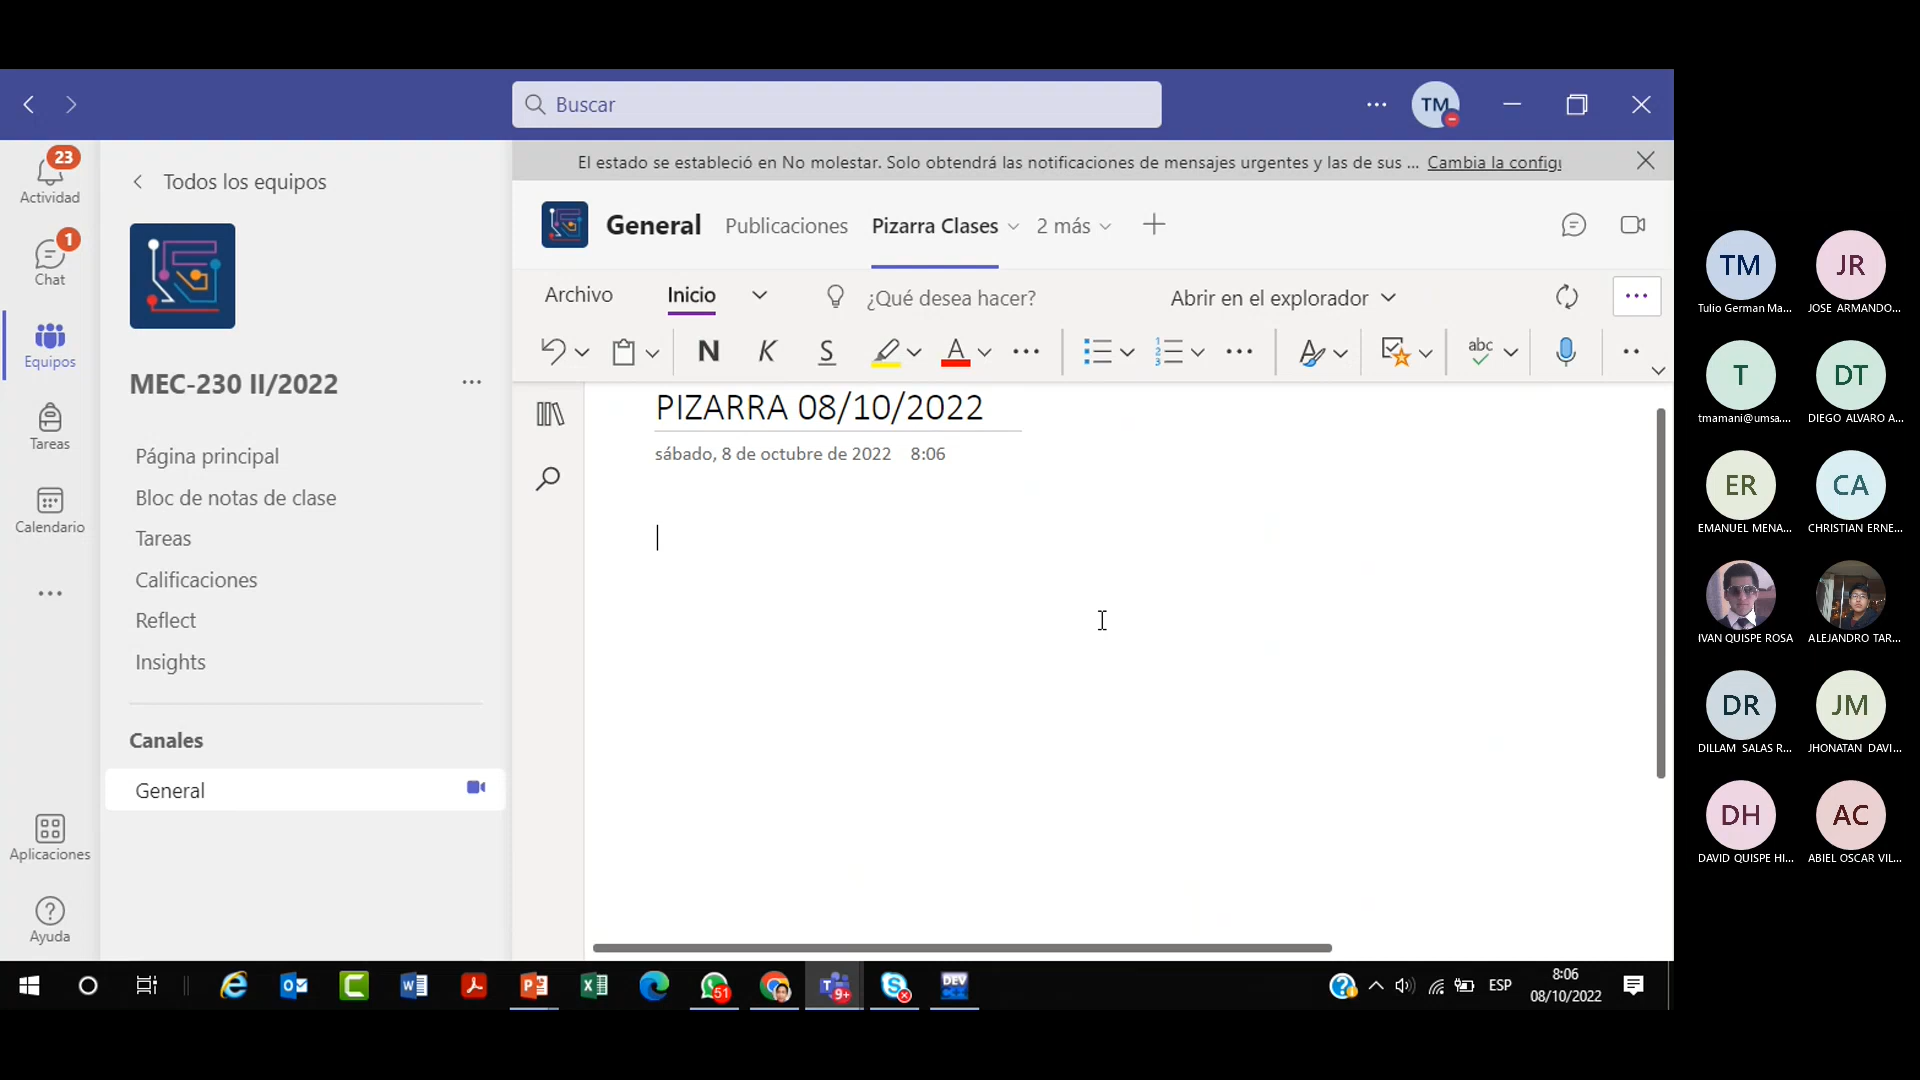 Buscar
TM
El estado se estableció en No molestar. Solo obtendrá las notificaciones de mensajes urgentes y las de sus ... Cambia la configu
23
Actividad
1
Chat
Equipos
Tareas
Calendario
Aplicaciones
Ayuda
Todos los equipos
MEC-230 II/2022
Página principal
Bloc de notas de clase
Tareas
Calificaciones
Reflect
Insights
Canales
General
General Publicaciones Pizarra Clases 2 más
Archivo Inicio ¿Qué desea hacer? Abrir en el explorador
N K S A abc
PIZARRA 08/10/2022
sábado, 8 de octubre de 2022 8:06
TM JR
Tulio German Ma... JOSE ARMANDO...
T DT
tmamani@umsa.... DIEGO ALVARO A...
ER CA
EMANUEL MENA... CHRISTIAN ERNE...
IVAN QUISPE ROSA ALEJANDRO TAR...
DR JM
DILLAM SALAS R... JHONATAN DAVI...
DH AC
DAVID QUISPE HI... ABIEL OSCAR VIL...
51 9+ DEV
ESP
8:06
08/10/2022